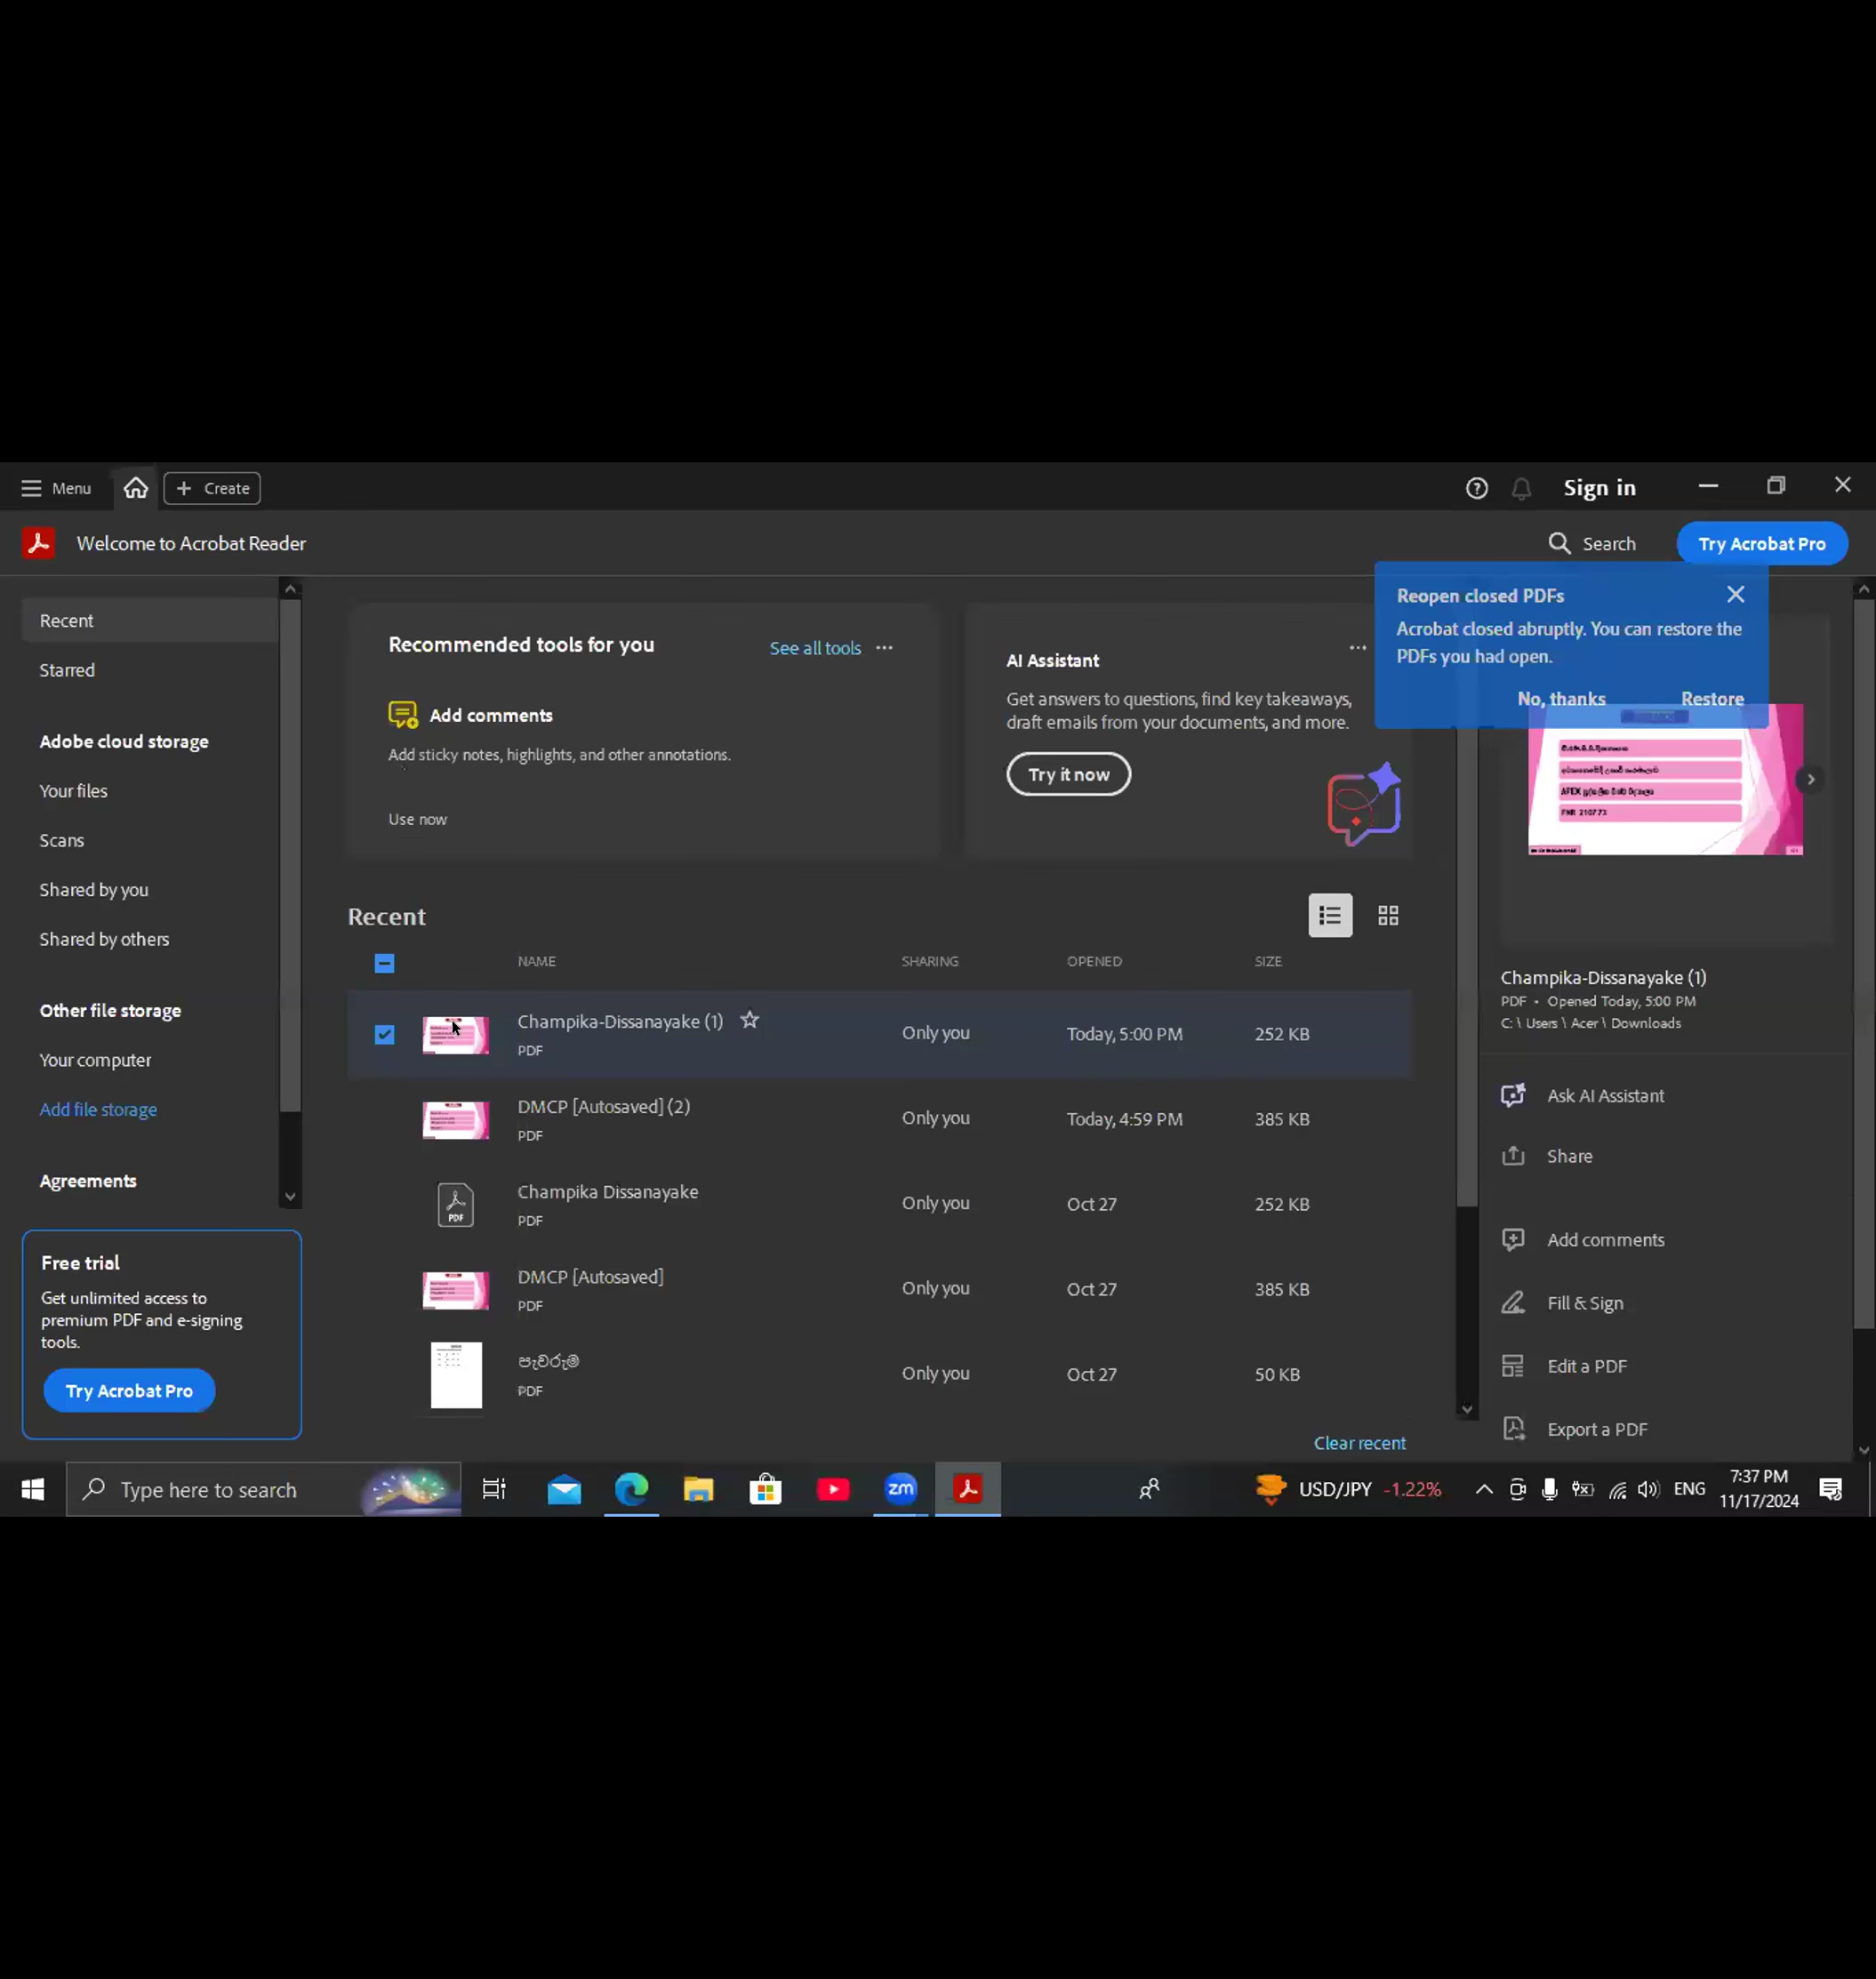 Menu
Create
Sign in
Welcome to Acrobat Reader
Search
Try Acrobat Pro
Reopen closed PDFs
Acrobat closed abruptly. You can restore the
PDFs you had open.
No, thanks
Restore
Recent
Starred
Adobe cloud storage
Your files
Scans
Shared by you
Shared by others
Other file storage
Your computer
Add file storage
Agreements
Free trial
Get unlimited access to
premium PDF and e-signing
tools.
Try Acrobat Pro
Recommended tools for you
See all tools
Add comments
Add sticky notes, highlights, and other annotations.
Use now
AI Assistant
Get answers to questions, find key takeaways,
draft emails from your documents, and more.
Try it now
Recent
NAME SHARING OPENED SIZE
Champika-Dissanayake (1) Only you Today, 5:00 PM 252 KB
PDF
DMCP [Autosaved] (2) Only you Today, 4:59 PM 385 KB
PDF
Champika Dissanayake Only you Oct 27 252 KB
PDF
PDF
DMCP [Autosaved] Only you Oct 27 385 KB
PDF
පැවරුම Only you Oct 27 50 KB
PDF
Clear recent
APEX
FNR 210773
Champika-Dissanayake (1)
PDF • Opened Today, 5:00 PM
C: \ Users \ Acer \ Downloads
Ask AI Assistant
Share
Add comments
Fill & Sign
Edit a PDF
Export a PDF
Type here to search
zm
USD/JPY -1.22%
ENG
7:37 PM
11/17/2024